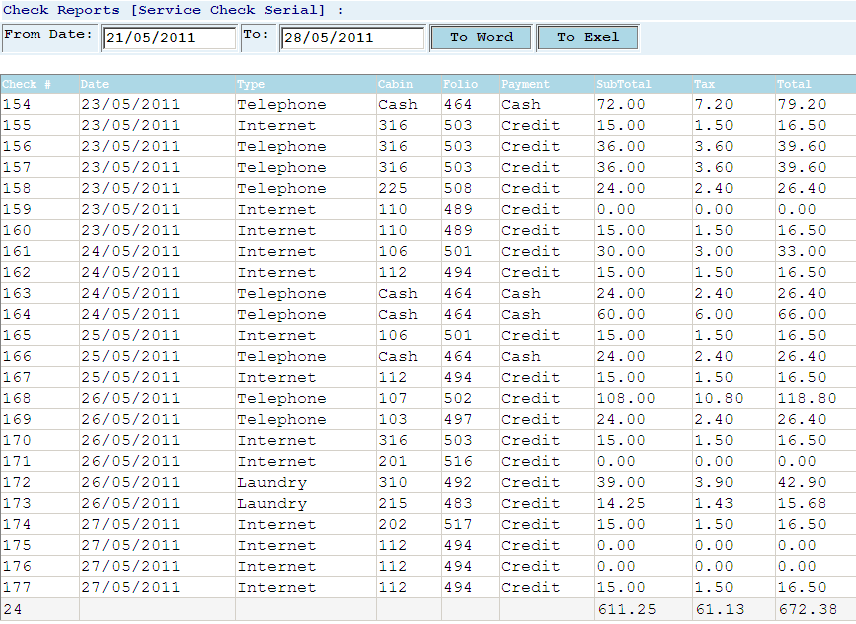 Check Reports [Service Check Serial] :
From Date: 21/05/2011 To: 28/05/2011 To Word To Exel
Check # Date Type Cabin Folio Payment SubTotal Tax Total
154 23/05/2011 Telephone Cash 464 Cash 72.00 7.20 79.20
155 23/05/2011 Internet 316 503 Credit 15.00 1.50 16.50
156 23/05/2011 Telephone 316 503 Credit 36.00 3.60 39.60
157 23/05/2011 Telephone 316 503 Credit 36.00 3.60 39.60
158 23/05/2011 Telephone 225 508 Credit 24.00 2.40 26.40
159 23/05/2011 Internet 110 489 Credit 0.00 0.00 0.00
160 23/05/2011 Internet 110 489 Credit 15.00 1.50 16.50
161 24/05/2011 Internet 106 501 Credit 30.00 3.00 33.00
162 24/05/2011 Internet 112 494 Credit 15.00 1.50 16.50
163 24/05/2011 Telephone Cash 464 Cash 24.00 2.40 26.40
164 24/05/2011 Telephone Cash 464 Cash 60.00 6.00 66.00
165 25/05/2011 Internet 106 501 Credit 15.00 1.50 16.50
166 25/05/2011 Telephone Cash 464 Cash 24.00 2.40 26.40
167 25/05/2011 Internet 112 494 Credit 15.00 1.50 16.50
168 26/05/2011 Telephone 107 502 Credit 108.00 10.80 118.80
169 26/05/2011 Telephone 103 497 Credit 24.00 2.40 26.40
170 26/05/2011 Internet 316 503 Credit 15.00 1.50 16.50
171 26/05/2011 Internet 201 516 Credit 0.00 0.00 0.00
172 26/05/2011 Laundry 310 492 Credit 39.00 3.90 42.90
173 26/05/2011 Laundry 215 483 Credit 14.25 1.43 15.68
174 27/05/2011 Internet 202 517 Credit 15.00 1.50 16.50
175 27/05/2011 Internet 112 494 Credit 0.00 0.00 0.00
176 27/05/2011 Internet 112 494 Credit 0.00 0.00 0.00
177 27/05/2011 Internet 112 494 Credit 15.00 1.50 16.50
24 611.25 61.13 672.38